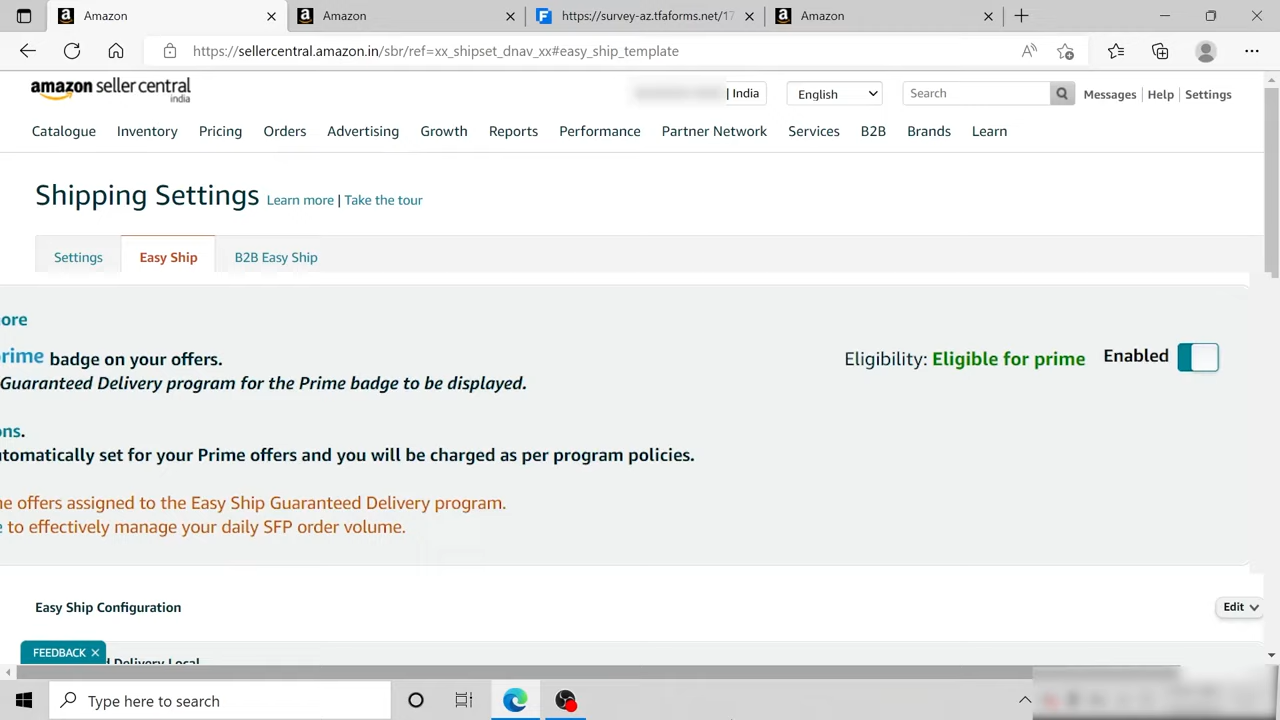 Amazon
Amazon
https://survey-az.tfaforms.net/17
Amazon
https://sellercentral.amazon.in/sbr/ref=xx_shipset_dnav_xx#easy_ship_template
amazon seller central
india
| India
English
Search
Messages
Help
Settings
Catalogue
Inventory
Pricing
Orders
Advertising
Growth
Reports
Performance
Partner Network
Services
B2B
Brands
Learn
Shipping Settings Learn more | Take the tour
Settings
Easy Ship
B2B Easy Ship
ore
rime badge on your offers.
Eligibility: Eligible for prime
Enabled
Guaranteed Delivery program for the Prime badge to be displayed.
ons.
utomatically set for your Prime offers and you will be charged as per program policies.
ne offers assigned to the Easy Ship Guaranteed Delivery program.
e to effectively manage your daily SFP order volume.
Easy Ship Configuration
Edit
FEEDBACK
Delivery Local
Type here to search